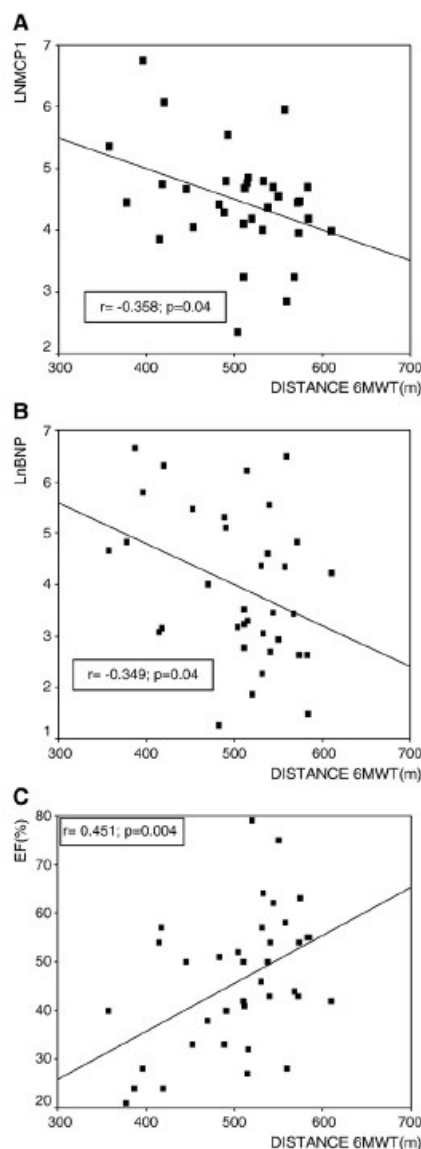 A
LNMCP1
7
6
5
4
3
2
r= -0.358; p=0.04
300 400 500 600 700
DISTANCE 6MWT(m)
B
LnBNP
7
6
5
4
3
2
1
r= -0.349; p=0.04
300 400 500 600 700
DISTANCE 6MWT(m)
C
EF(%)
80
70
60
50
40
30
20
r= 0.451; p=0.004
300 400 500 600 700
DISTANCE 6MWT(m)